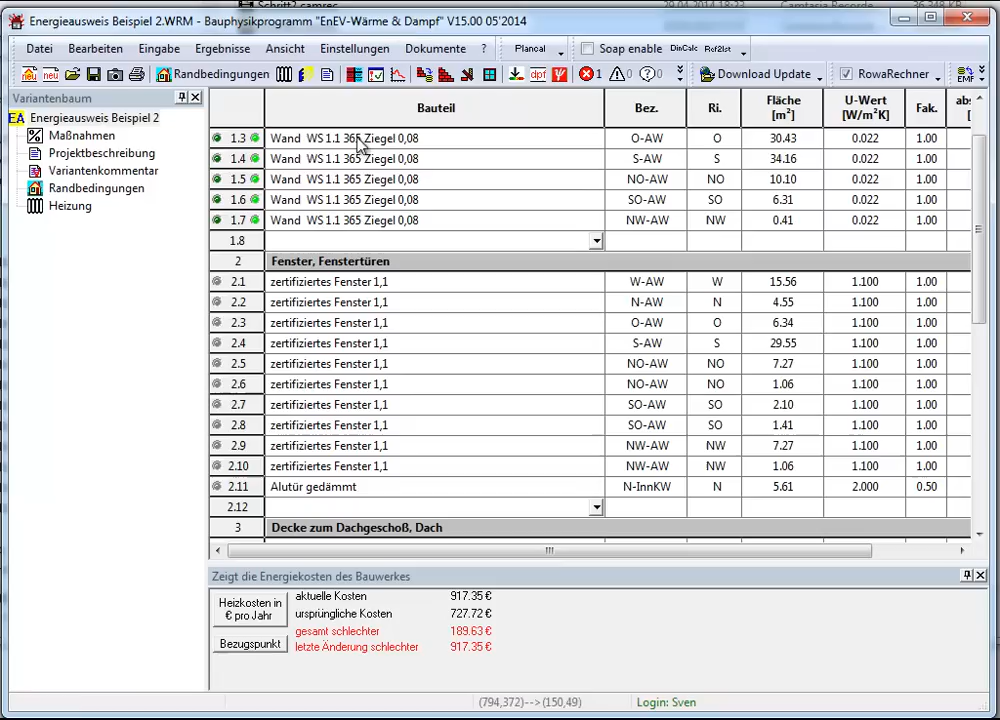 Energieausweis Beispiel 2.WRM - Bauphysikprogramm "EnEV-Wärme & Dampf" V15.00 05'2014
Datei Bearbeiten Eingabe Ergebnisse Ansicht Einstellungen Dokumente ? Plancal Soap enable DinCalc Ref2lst
neu neu Randbedingungen dpf 1 0 0 Download Update RowaRechner EMF
Variantenbaum
EA Energieausweis Beispiel 2
Maßnahmen
Projektbeschreibung
Variantenkommentar
Randbedingungen
Heizung
Bauteil Bez. Ri. Fläche [m²] U-Wert [W/m²K] Fak.
1.3 Wand WS 1.1 365 Ziegel 0,08 O-AW O 30.43 0.022 1.00
1.4 Wand WS 1.1 365 Ziegel 0,08 S-AW S 34.16 0.022 1.00
1.5 Wand WS 1.1 365 Ziegel 0,08 NO-AW NO 10.10 0.022 1.00
1.6 Wand WS 1.1 365 Ziegel 0,08 SO-AW SO 6.31 0.022 1.00
1.7 Wand WS 1.1 365 Ziegel 0,08 NW-AW NW 0.41 0.022 1.00
1.8
2 Fenster, Fenstertüren
2.1 zertifiziertes Fenster 1,1 W-AW W 15.56 1.100 1.00
2.2 zertifiziertes Fenster 1,1 N-AW N 4.55 1.100 1.00
2.3 zertifiziertes Fenster 1,1 O-AW O 6.34 1.100 1.00
2.4 zertifiziertes Fenster 1,1 S-AW S 29.55 1.100 1.00
2.5 zertifiziertes Fenster 1,1 NO-AW NO 7.27 1.100 1.00
2.6 zertifiziertes Fenster 1,1 NO-AW NO 1.06 1.100 1.00
2.7 zertifiziertes Fenster 1,1 SO-AW SO 2.10 1.100 1.00
2.8 zertifiziertes Fenster 1,1 SO-AW SO 1.41 1.100 1.00
2.9 zertifiziertes Fenster 1,1 NW-AW NW 7.27 1.100 1.00
2.10 zertifiziertes Fenster 1,1 NW-AW NW 1.06 1.100 1.00
2.11 Alutür gedämmt N-InnKW N 5.61 2.000 0.50
2.12
3 Decke zum Dachgeschoß, Dach
Zeigt die Energiekosten des Bauwerkes
Heizkosten in € pro Jahr
Bezugspunkt
aktuelle Kosten 917.35 €
ursprüngliche Kosten 727.72 €
gesamt schlechter 189.63 €
letzte Änderung schlechter 917.35 €
(794,372)-->(150,49) Login: Sven